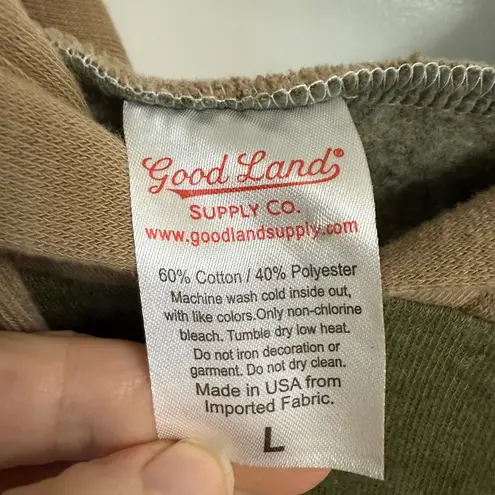 Good Land®
SUPPLY CO.
www.goodlandsupply.com
60% Cotton / 40% Polyester
Machine wash cold inside out,
with like colors.Only non-chlorine
bleach. Tumble dry low heat.
Do not iron decoration or
garment. Do not dry clean.
Made in USA from
Imported Fabric.
L